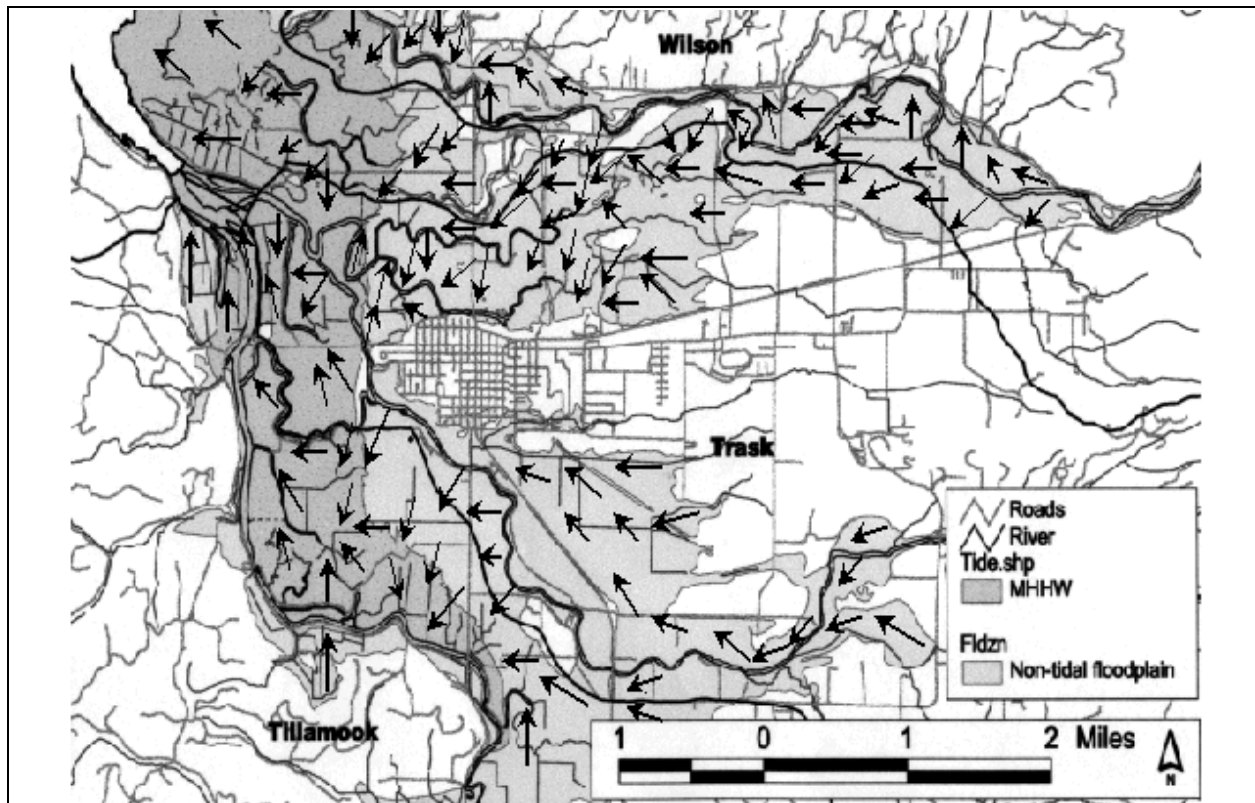 Wilson
Trask
Roads
River
Tide.shp
MHHW
Fldzn
Non-tidal floodplain
Tillamook
1 0 1 2 Miles
N